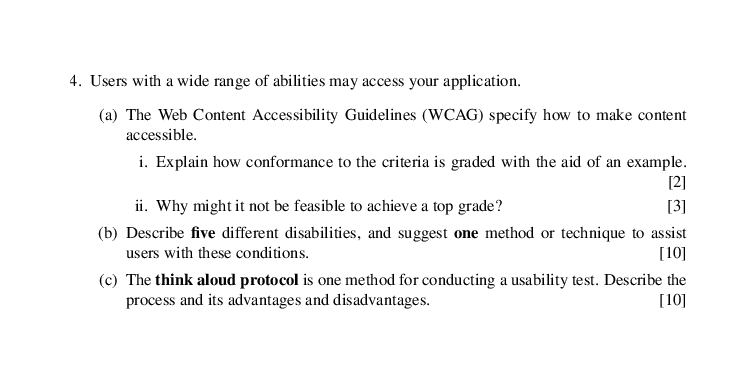 4. Users with a wide range of abilities may access your application.
(a) The Web Content Accessibility Guidelines (WCAG) specify how to make content
accessible.
i. Explain how conformance to the criteria is graded with the aid of an example.
[2]
ii. Why might it not be feasible to achieve a top grade? [3]
(b) Describe five different disabilities, and suggest one method or technique to assist
users with these conditions. [10]
(c) The think aloud protocol is one method for conducting a usability test. Describe the
process and its advantages and disadvantages. [10]